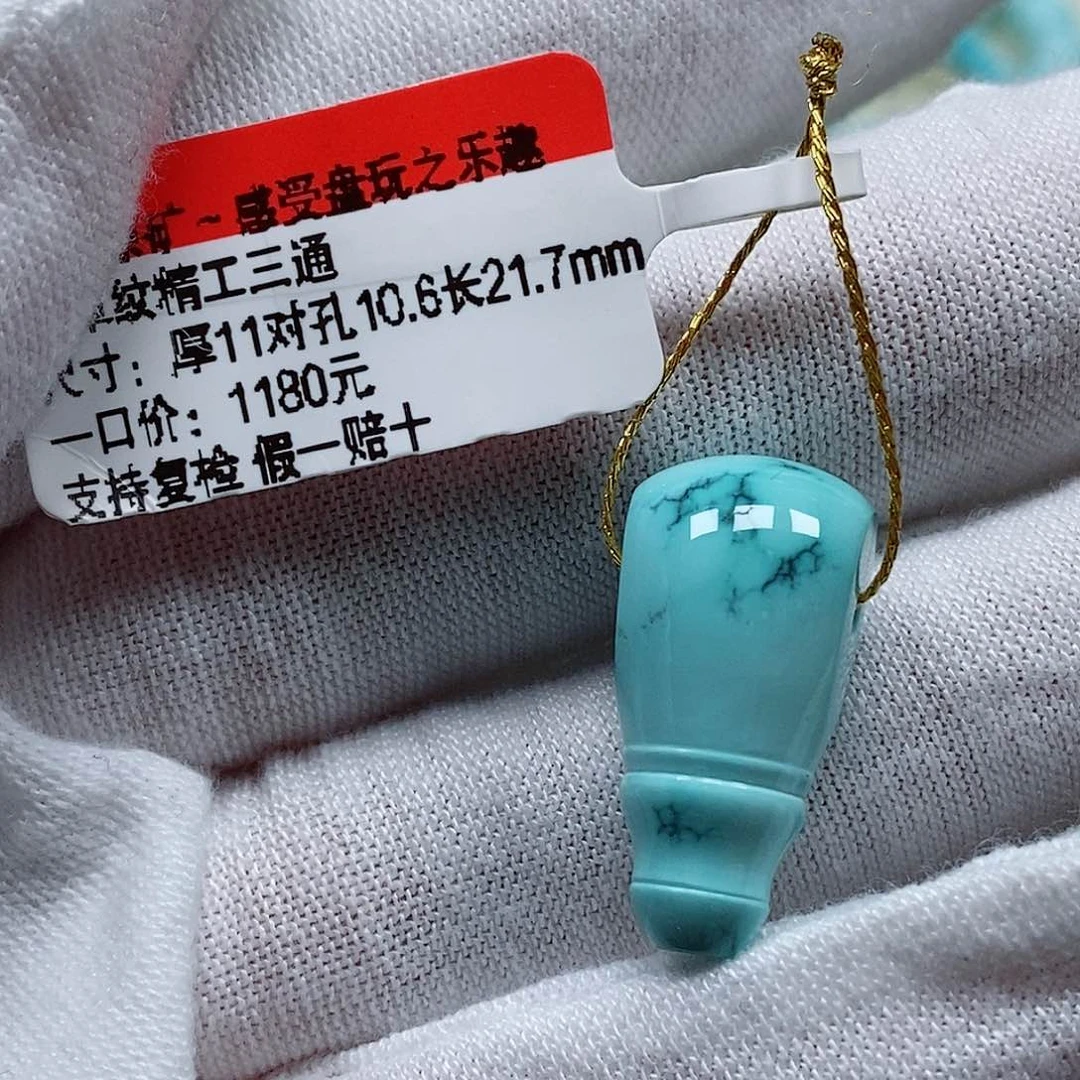 矿~感受盘玩之乐趣
纹精工三通
寸：厚11对孔10.6长21.7mm
一口价：1180元
支持复检 假一赔十